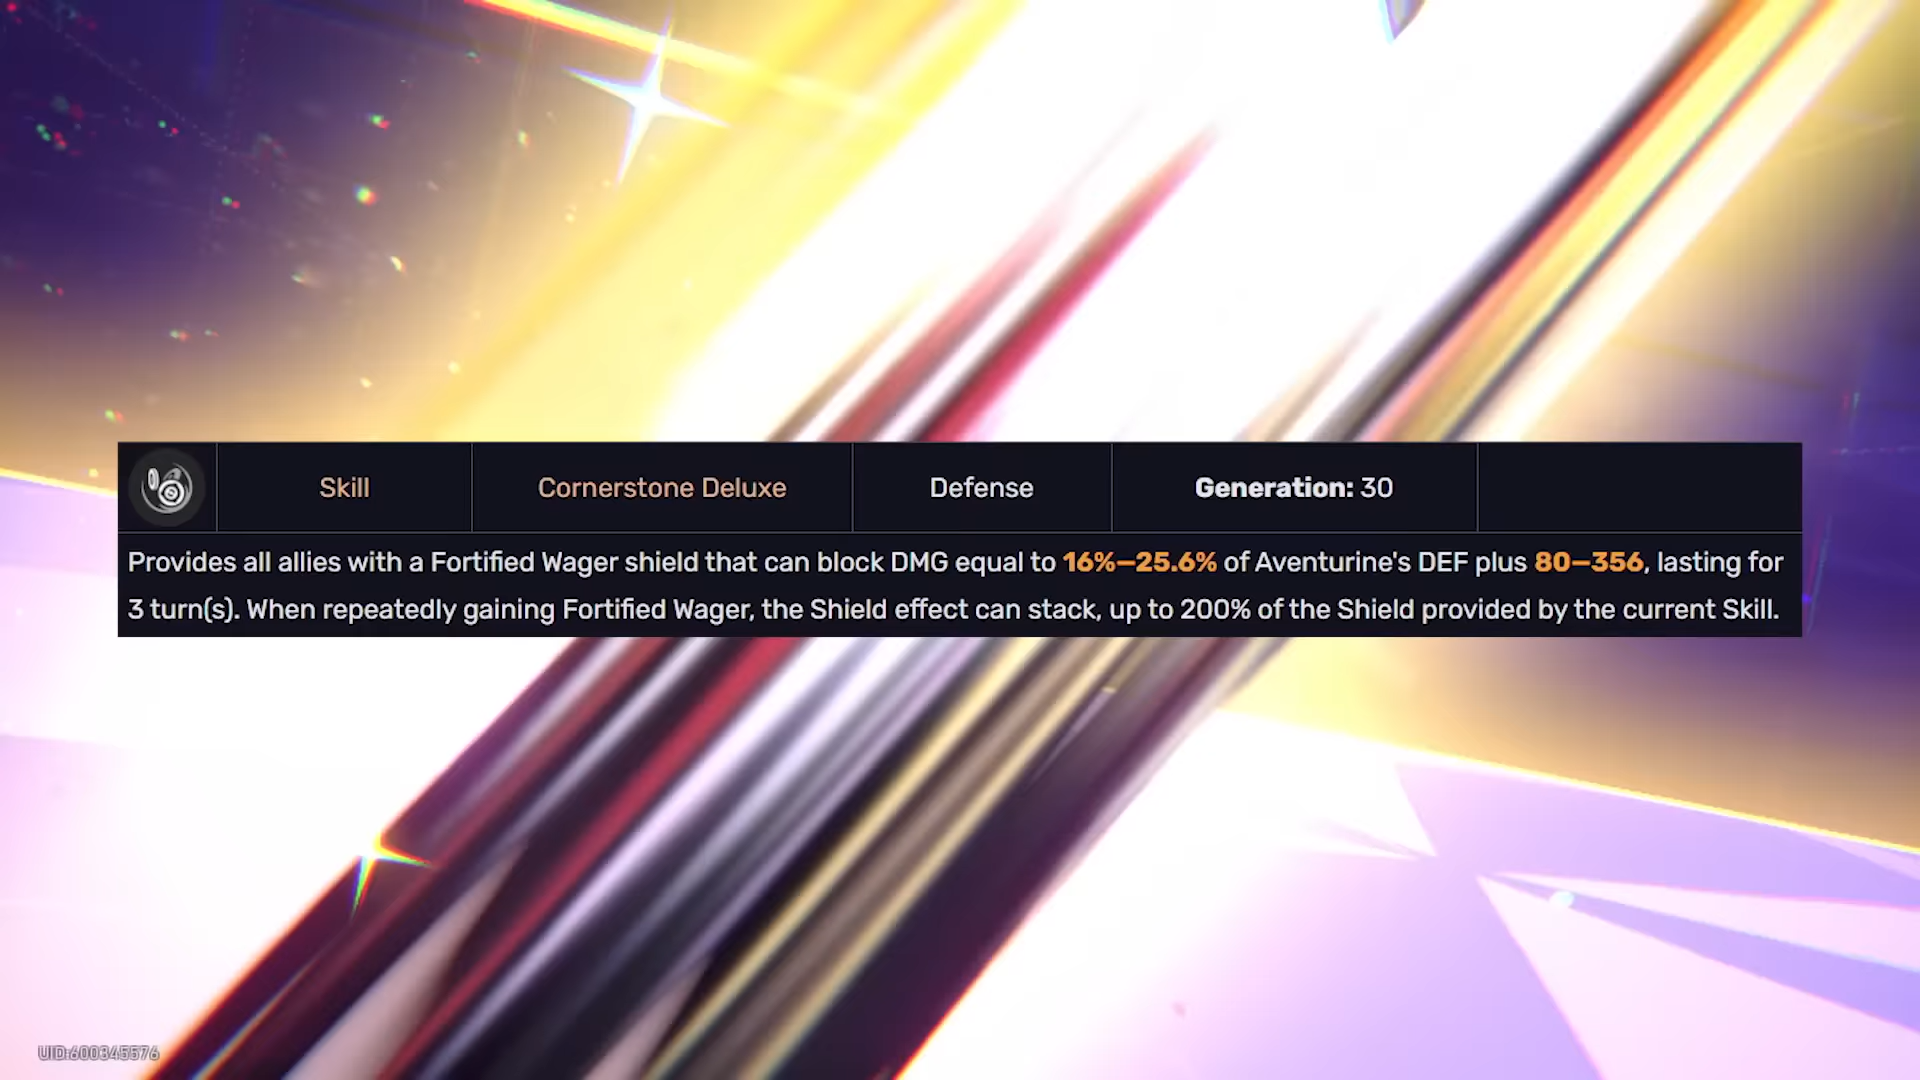 Skill Cornerstone Deluxe Defense Generation: 30
Provides all allies with a Fortified Wager shield that can block DMG equal to 16%—25.6% of Aventurine's DEF plus 80—356, lasting for
3 turn(s). When repeatedly gaining Fortified Wager, the Shield effect can stack, up to 200% of the Shield provided by the current Skill.
UID:600345576